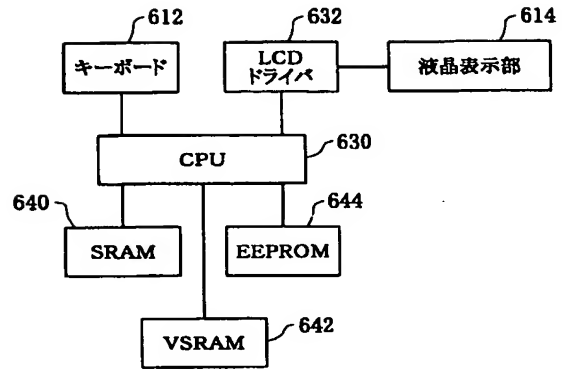 612
キーボード
632
LCD
ドライバ
614
液晶表示部
CPU
630
640
SRAM
644
EEPROM
VSRAM
642